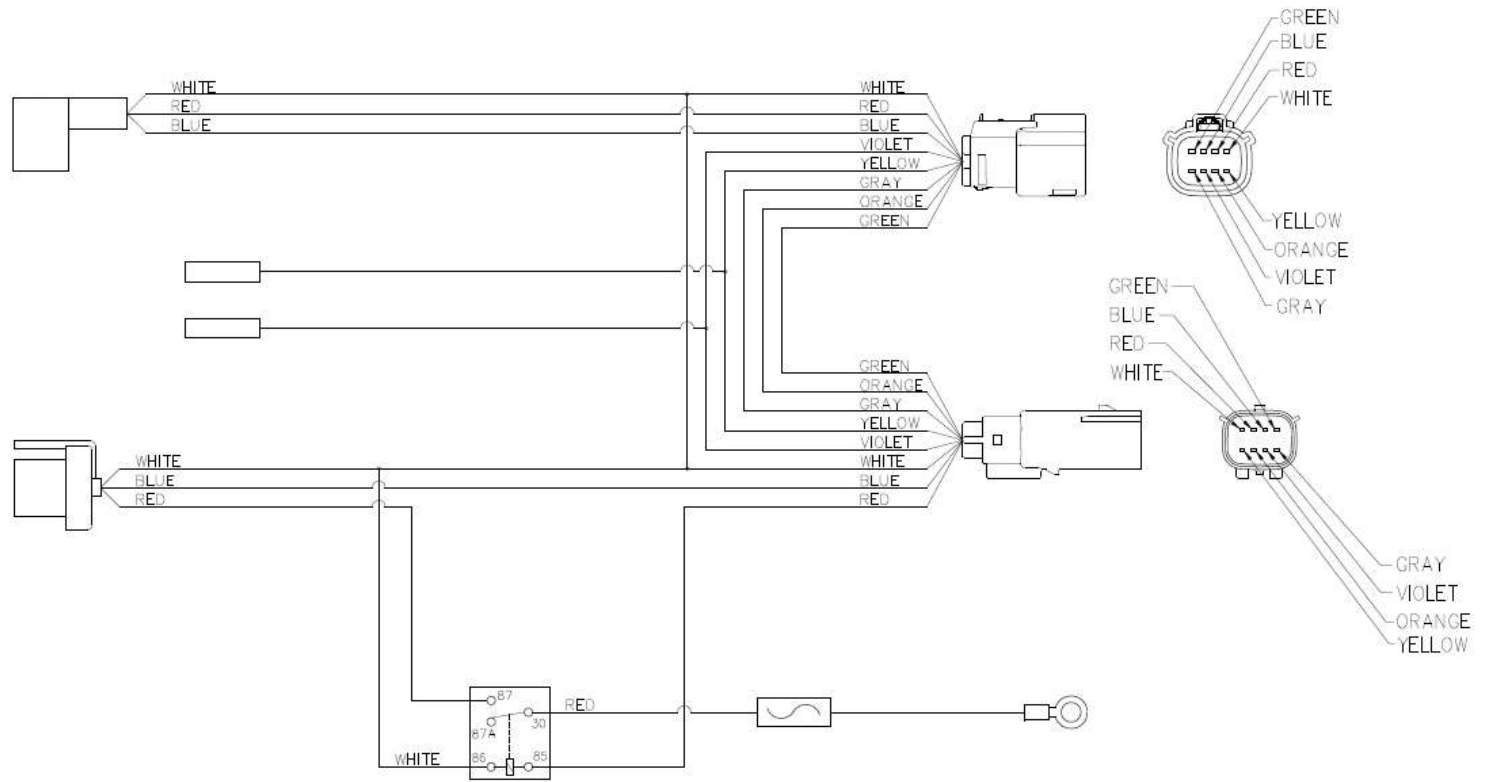 GREEN
BLUE
RED
WHITE
WHITE
RED
BLUE
WHITE
RED
BLUE
VIOLET
YELLOW
GRAY
ORANGE
GREEN
YELLOW
ORANGE
VIOLET
GRAY
GREEN
BLUE
RED
WHITE
GREEN
ORANGE
GRAY
YELLOW
VIOLET
WHITE
BLUE
RED
WHITE
BLUE
RED
GRAY
VIOLET
ORANGE
YELLOW
87
RED
30
87A
WHITE
86
85